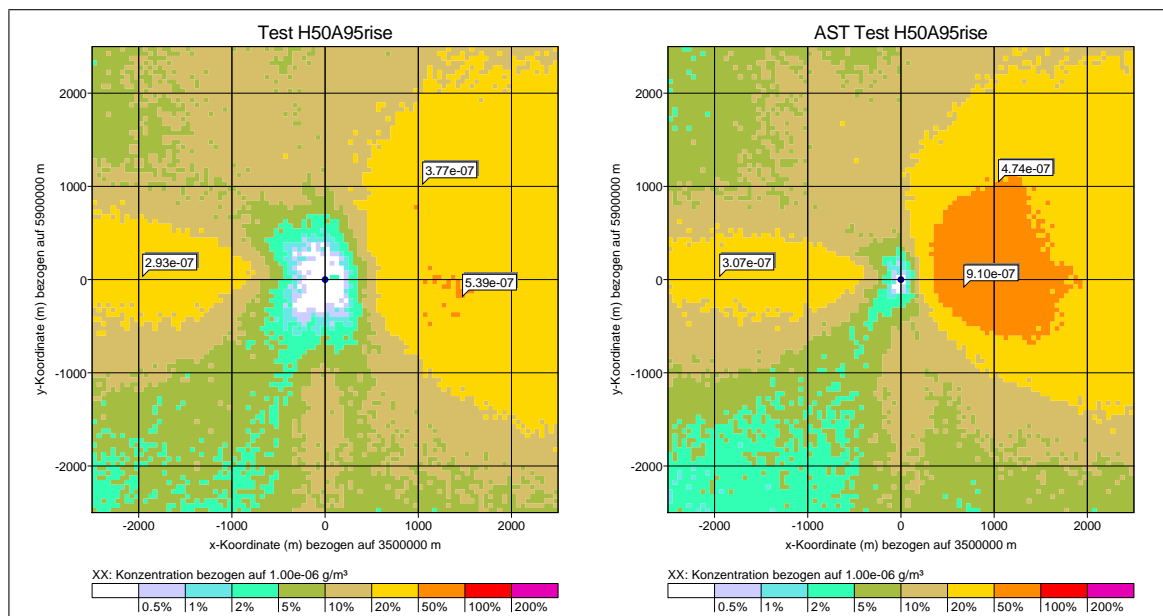 Test H50A95rise
2000
1000
0
-1000
-2000
y-Koordinate (m) bezogen auf 5900000 m
3.77e-07
2.93e-07
5.39e-07
-2000
-1000
0
1000
2000
x-Koordinate (m) bezogen auf 3500000 m
XX: Konzentration bezogen auf 1.00e-06 g/m³
0.5%
1%
2%
5%
10%
20%
50%
100%
200%
AST Test H50A95rise
2000
1000
0
-1000
-2000
y-Koordinate (m) bezogen auf 5900000 m
4.74e-07
3.07e-07
9.10e-07
-2000
-1000
0
1000
2000
x-Koordinate (m) bezogen auf 3500000 m
XX: Konzentration bezogen auf 1.00e-06 g/m³
0.5%
1%
2%
5%
10%
20%
50%
100%
200%